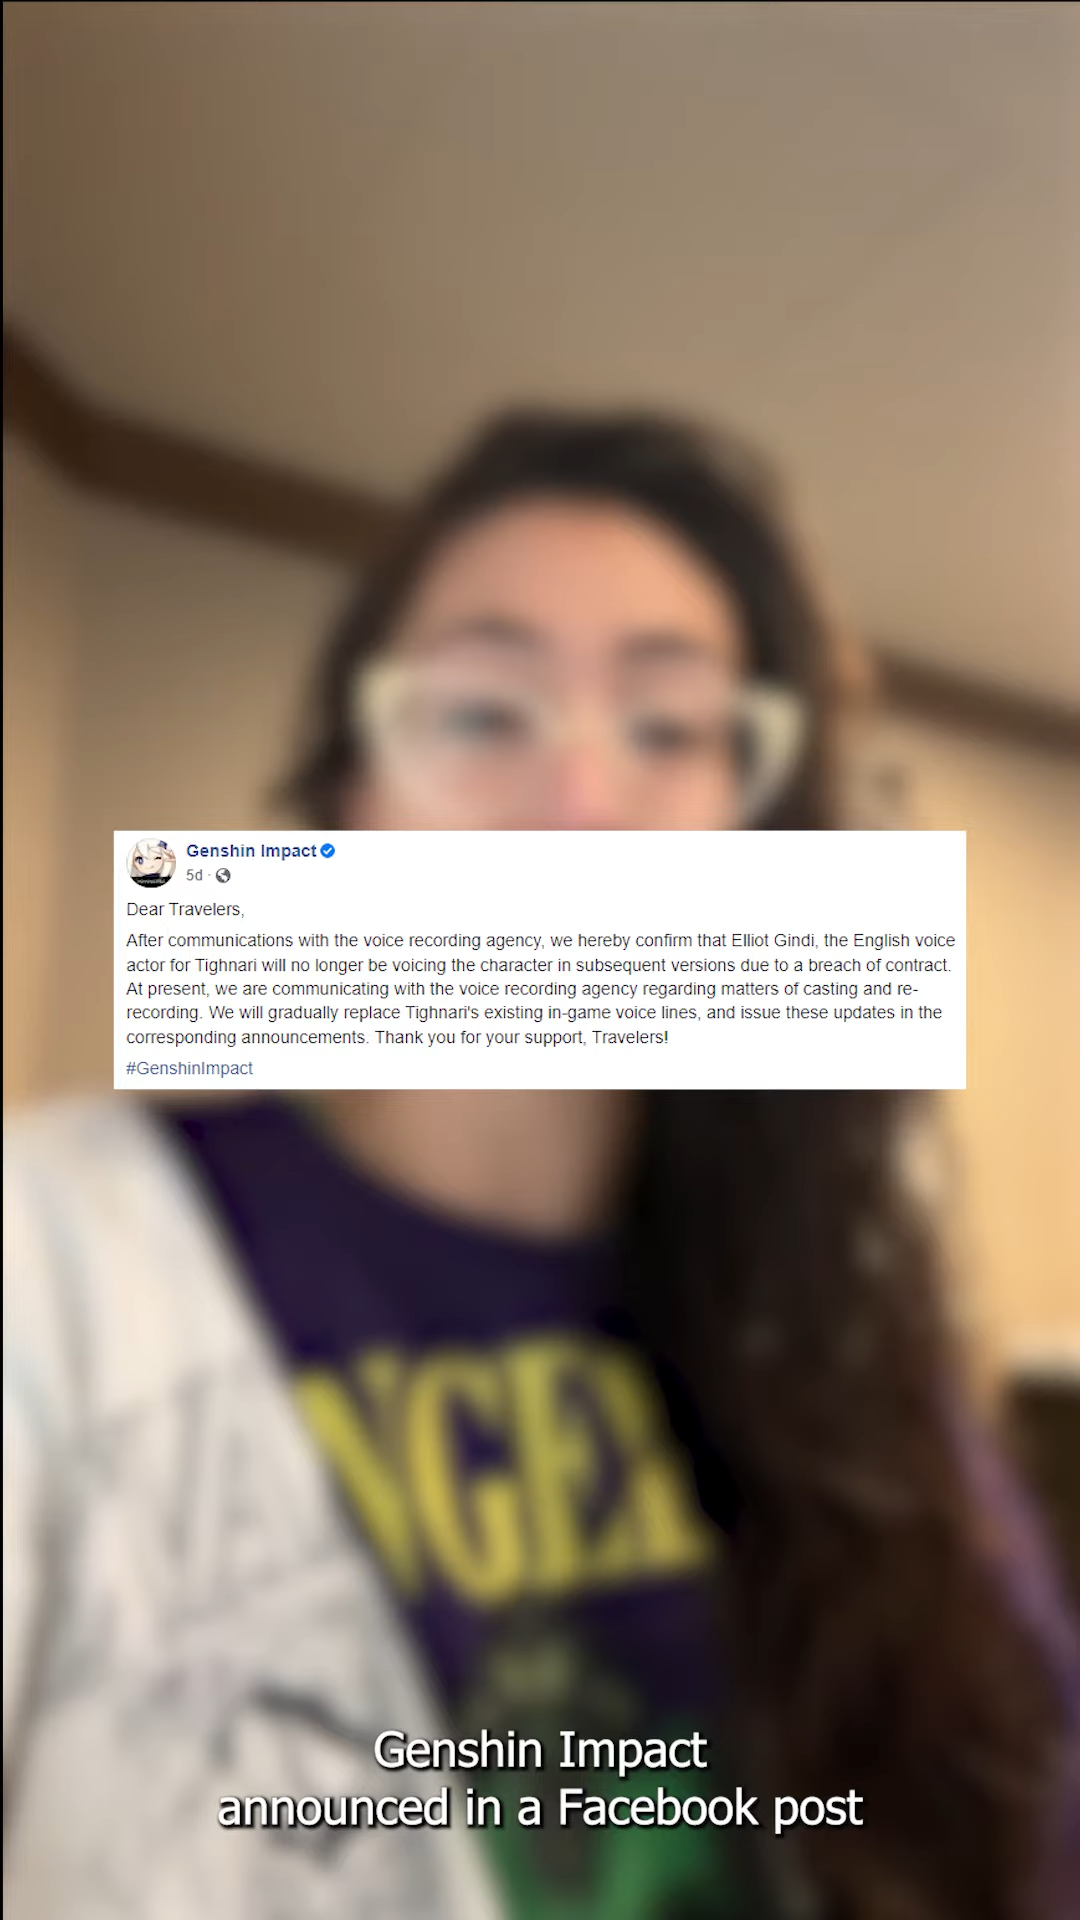 Genshin Impact
5d ·
Dear Travelers,
After communications with the voice recording agency, we hereby confirm that Elliot Gindi, the English voice
actor for Tighnari will no longer be voicing the character in subsequent versions due to a breach of contract.
At present, we are communicating with the voice recording agency regarding matters of casting and re-
recording. We will gradually replace Tighnari's existing in-game voice lines, and issue these updates in the
corresponding announcements. Thank you for your support, Travelers!
#GenshinImpact
NCER
Genshin Impact
announced in a Facebook post